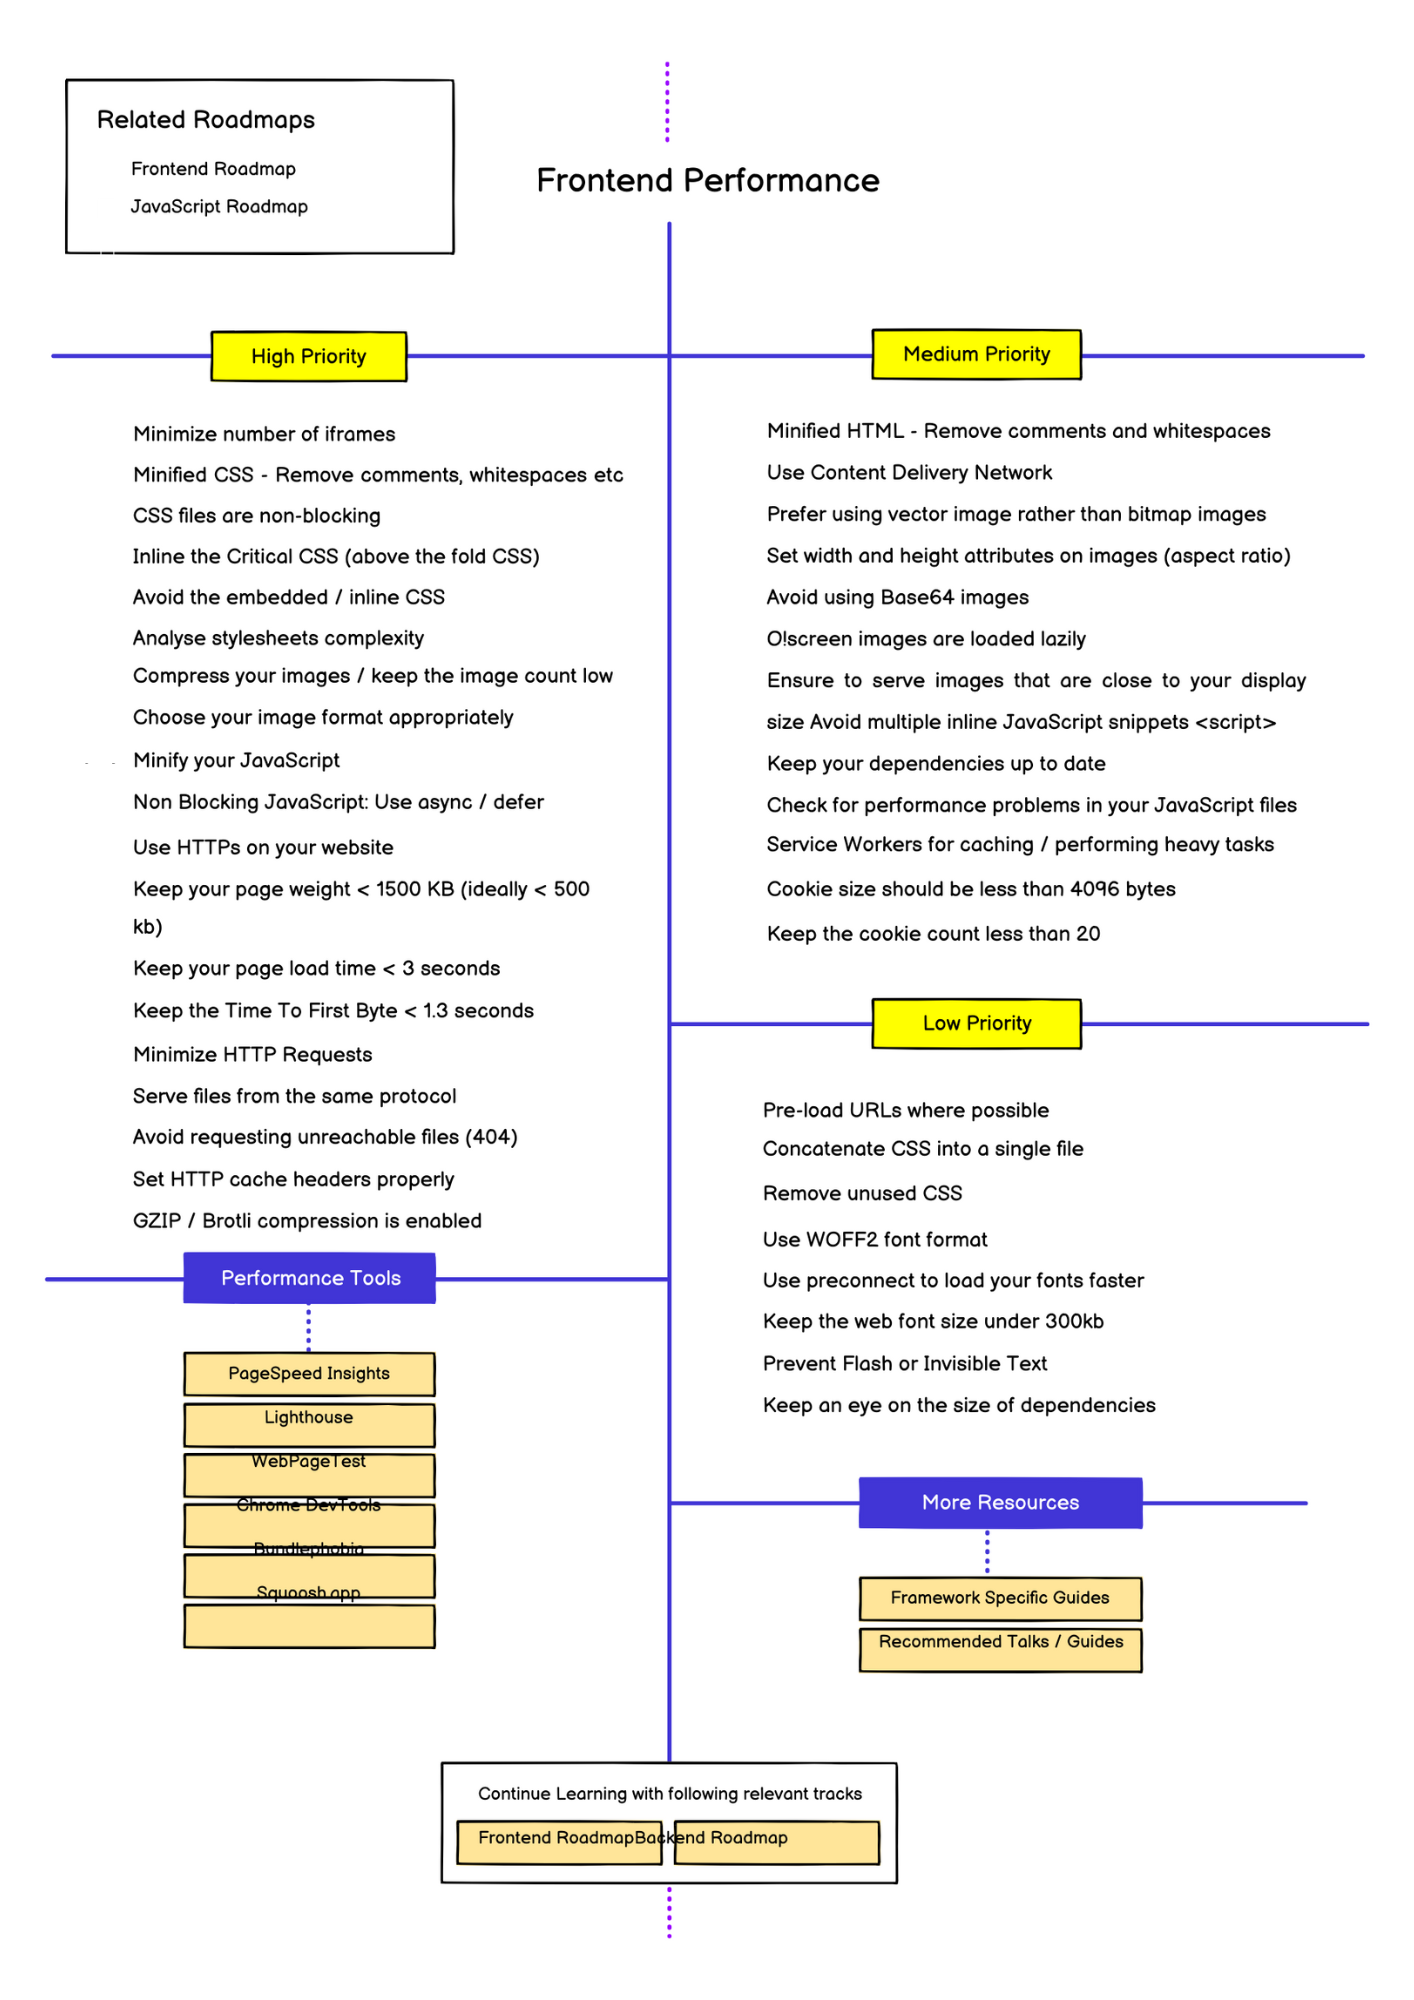 Related Roadmaps
Frontend Roadmap
JavaScript Roadmap
Frontend Performance
High Priority
Minimize number of iframes
Minified CSS - Remove comments, whitespaces etc
CSS files are non-blocking
Inline the Critical CSS (above the fold CSS)
Avoid the embedded / inline CSS
Analyse stylesheets complexity
Compress your images / keep the image count low
Choose your image format appropriately
Minify your JavaScript
Non Blocking JavaScript: Use async / defer
Use HTTPs on your website
Keep your page weight < 1500 KB (ideally < 500
kb)
Keep your page load time < 3 seconds
Keep the Time To First Byte < 1.3 seconds
Minimize HTTP Requests
Serve files from the same protocol
Avoid requesting unreachable files (404)
Set HTTP cache headers properly
GZIP / Brotli compression is enabled
Performance Tools
PageSpeed Insights
Lighthouse
WebPageTest
Chrome DevTools
Bundlephobia
Squoosh.app
Medium Priority
Minified HTML - Remove comments and whitespaces
Use Content Delivery Network
Prefer using vector image rather than bitmap images
Set width and height attributes on images (aspect ratio)
Avoid using Base64 images
O!screen images are loaded lazily
Ensure to serve images that are close to your display
size Avoid multiple inline JavaScript snippets <script>
Keep your dependencies up to date
Check for performance problems in your JavaScript files
Service Workers for caching / performing heavy tasks
Cookie size should be less than 4096 bytes
Keep the cookie count less than 20
Low Priority
Pre-load URLs where possible
Concatenate CSS into a single file
Remove unused CSS
Use WOFF2 font format
Use preconnect to load your fonts faster
Keep the web font size under 300kb
Prevent Flash or Invisible Text
Keep an eye on the size of dependencies
More Resources
Framework Specific Guides
Recommended Talks / Guides
Continue Learning with following relevant tracks
Frontend RoadmapBackend Roadmap